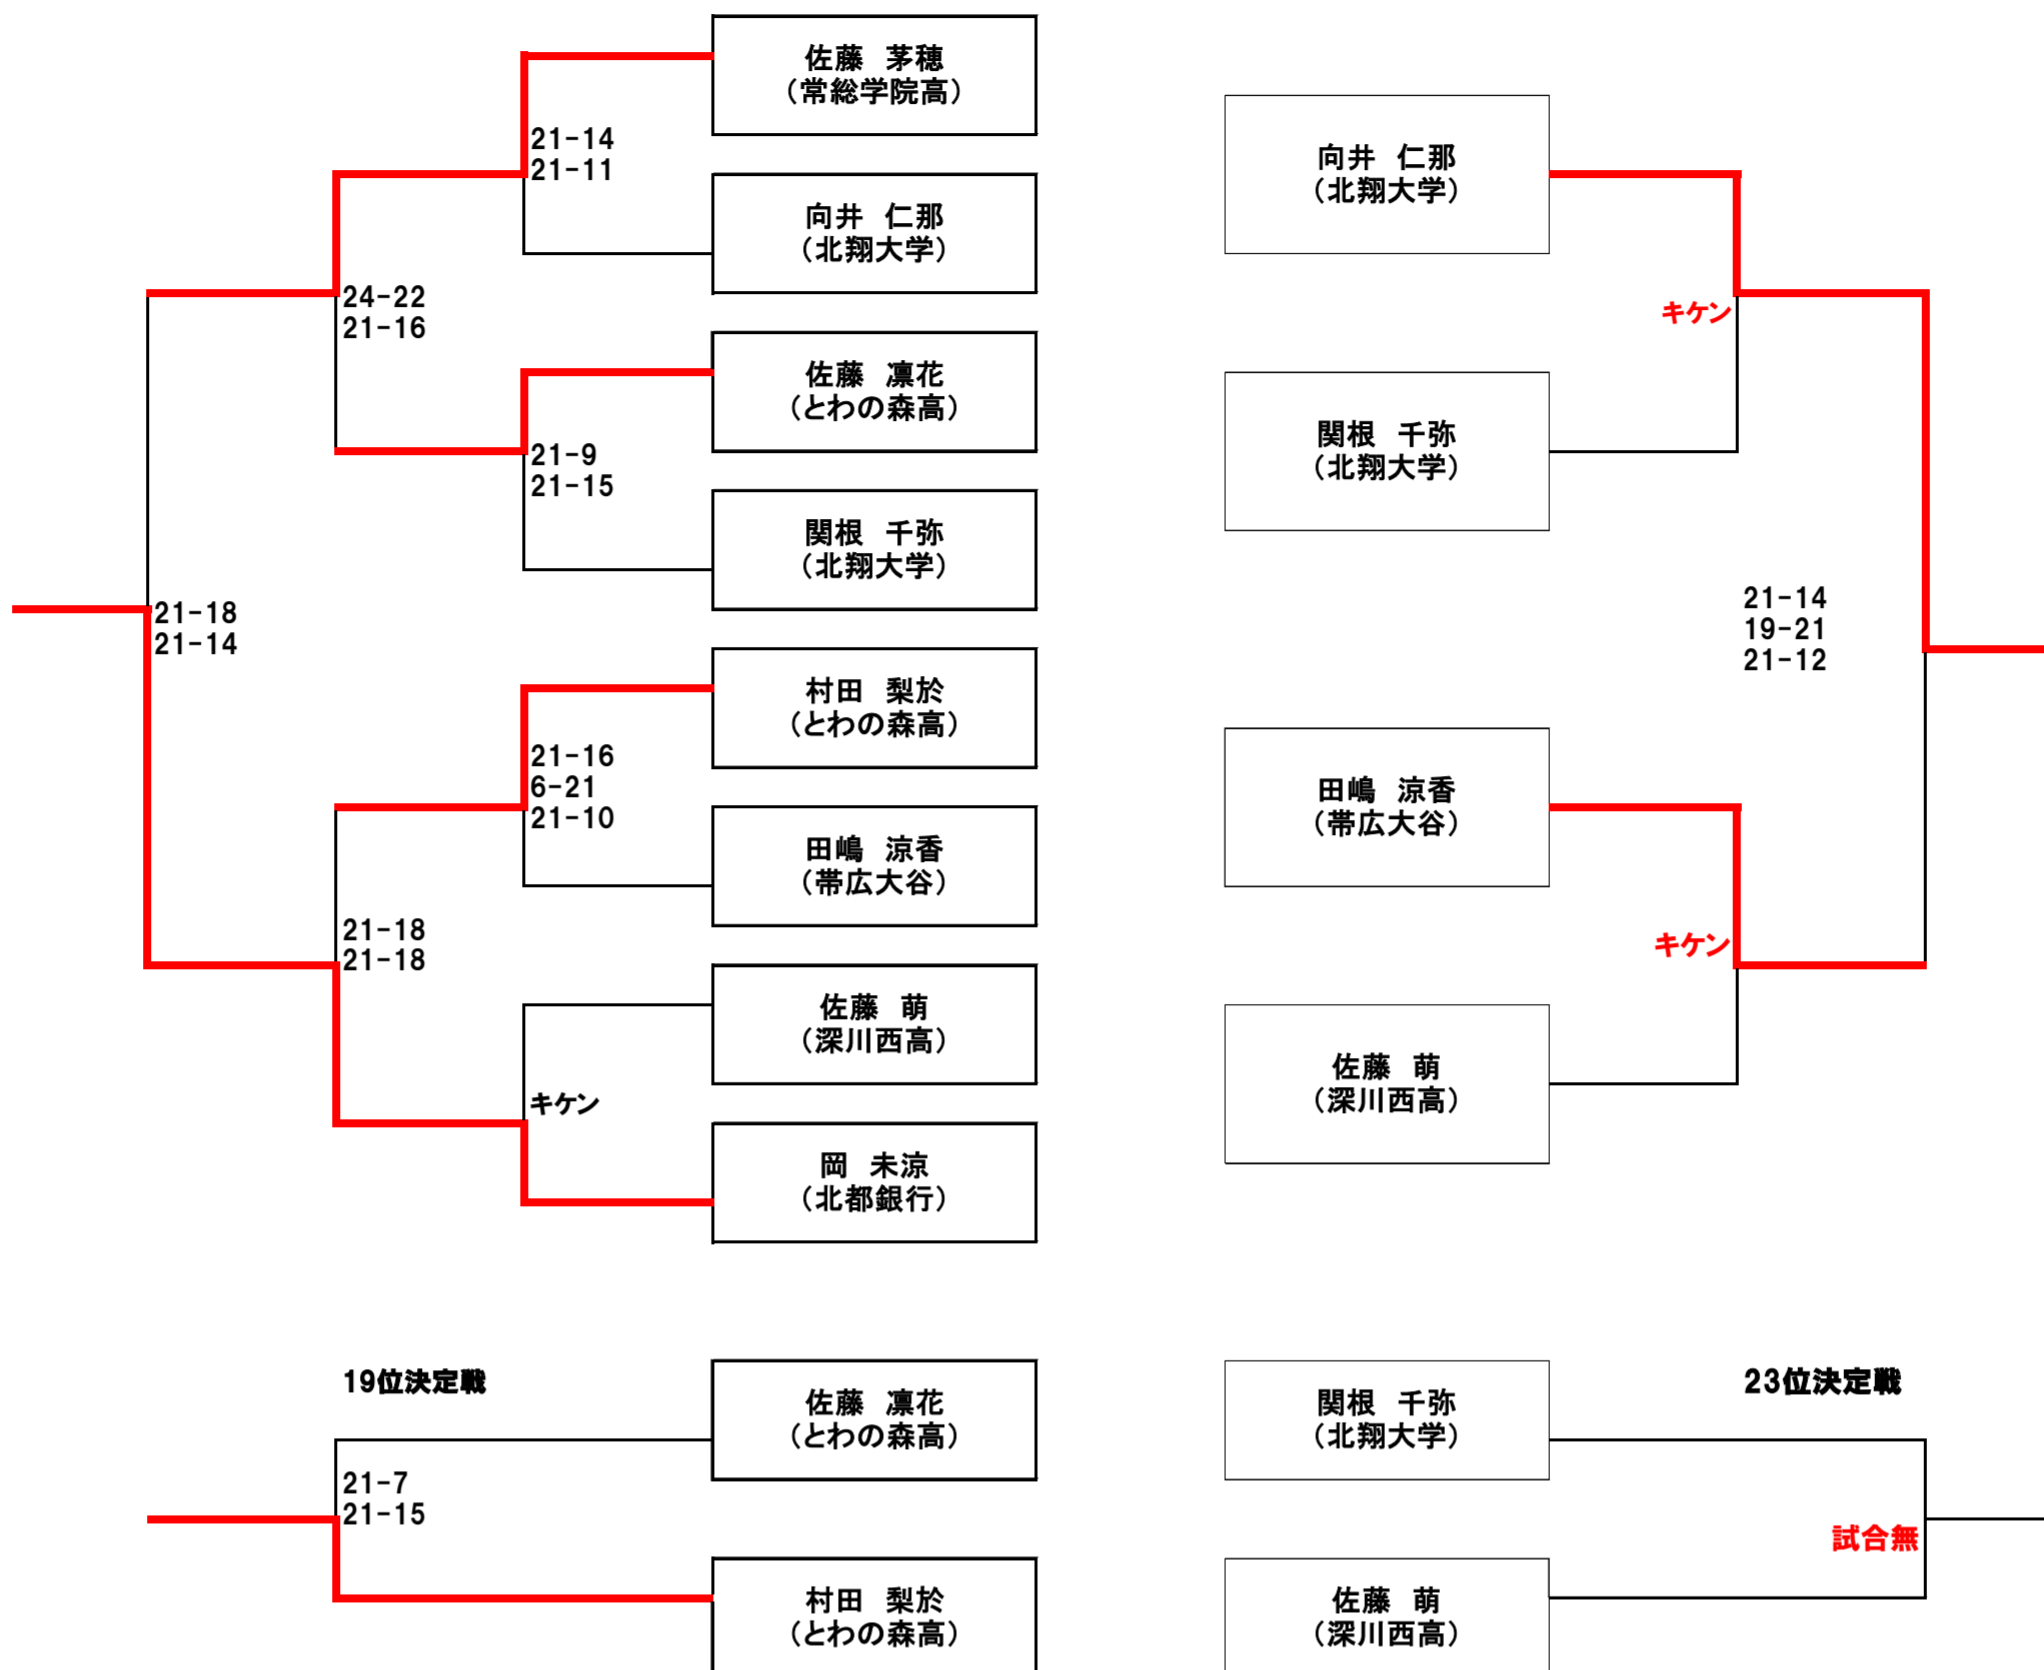 佐藤　茅穂
（常総学院高）
21-14
21-11
向井　仁那
（北翔大学）
24-22
21-16
佐藤　凛花
（とわの森高）
21-9
21-15
関根　千弥
（北翔大学）
21-18
21-14
村田　梨於
（とわの森高）
21-16
6-21
21-10
田嶋　涼香
（帯広大谷）
21-18
21-18
佐藤　萌
（深川西高）
キケン
岡　未涼
（北都銀行）
向井　仁那
（北翔大学）
キケン
関根　千弥
（北翔大学）
21-14
19-21
21-12
田嶋　涼香
（帯広大谷）
キケン
佐藤　萌
（深川西高）
19位決定戦
佐藤　凛花
（とわの森高）
21-7
21-15
村田　梨於
（とわの森高）
23位決定戦
関根　千弥
（北翔大学）
試合無
佐藤　萌
（深川西高）